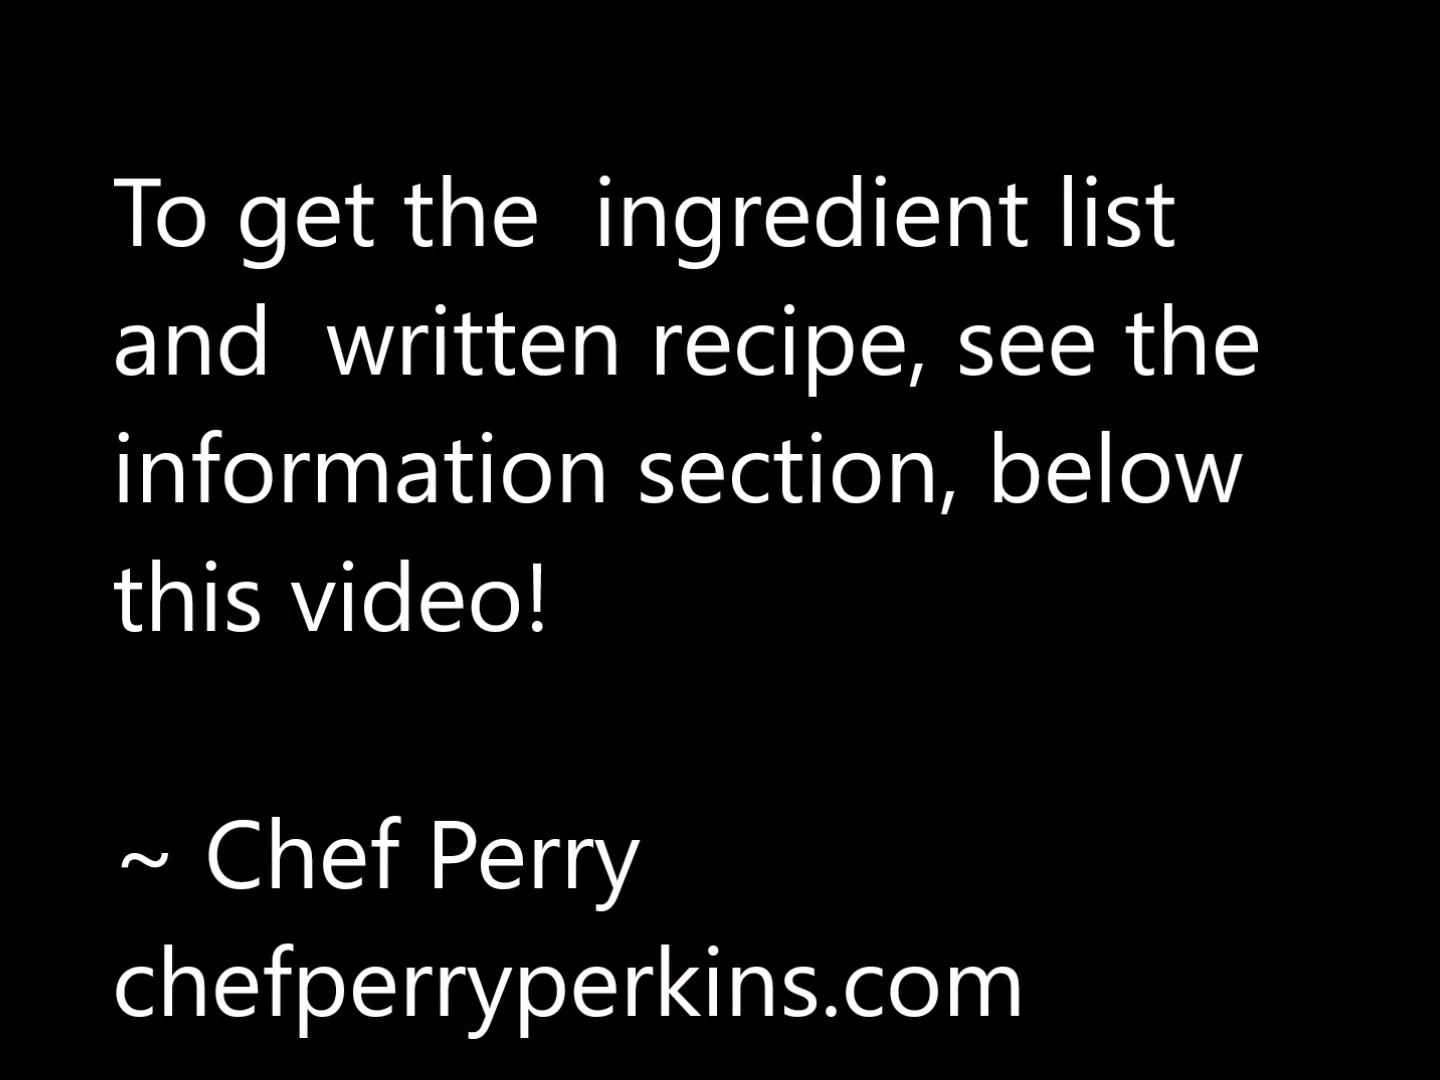 To get the  ingredient list
and  written recipe, see the
information section, below
this video!
~ Chef Perry
chefperryperkins.com